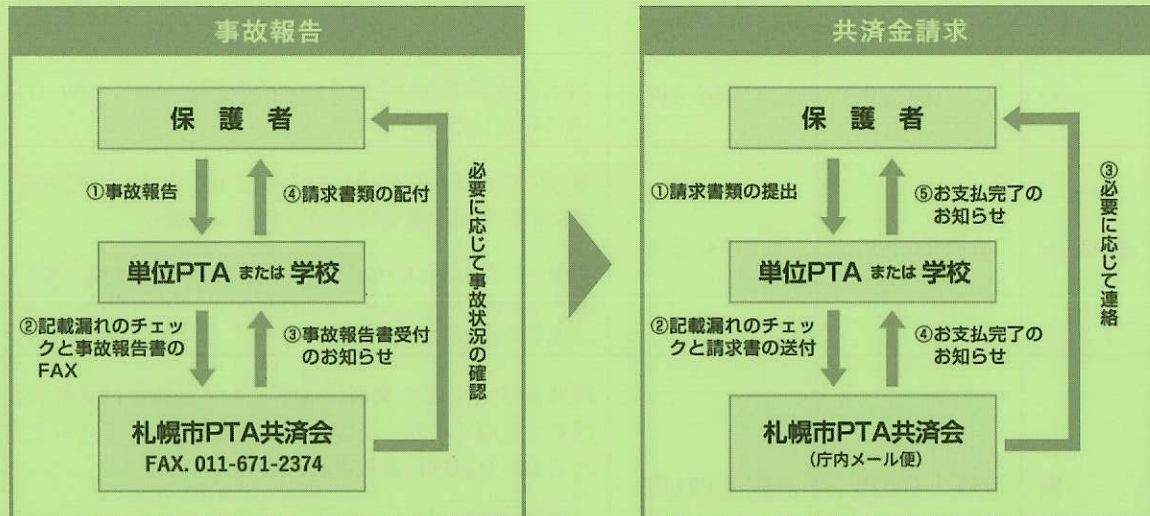 事故報告
保護者
①事故報告
④請求書類の配付
必要に応じて事故状況の確認
単位PTA または 学校
②記載漏れのチェッ
クと事故報告書の
FAX
③事故報告書受付
のお知らせ
札幌市PTA共済会
FAX. 011-671-2374
共済金請求
保護者
①請求書類の提出
⑤お支払完了の
お知らせ
③必要に応じて連絡
単位PTA または 学校
②記載漏れのチェッ
クと請求書の送付
④お支払完了の
お知らせ
札幌市PTA共済会
(庁内メール便)